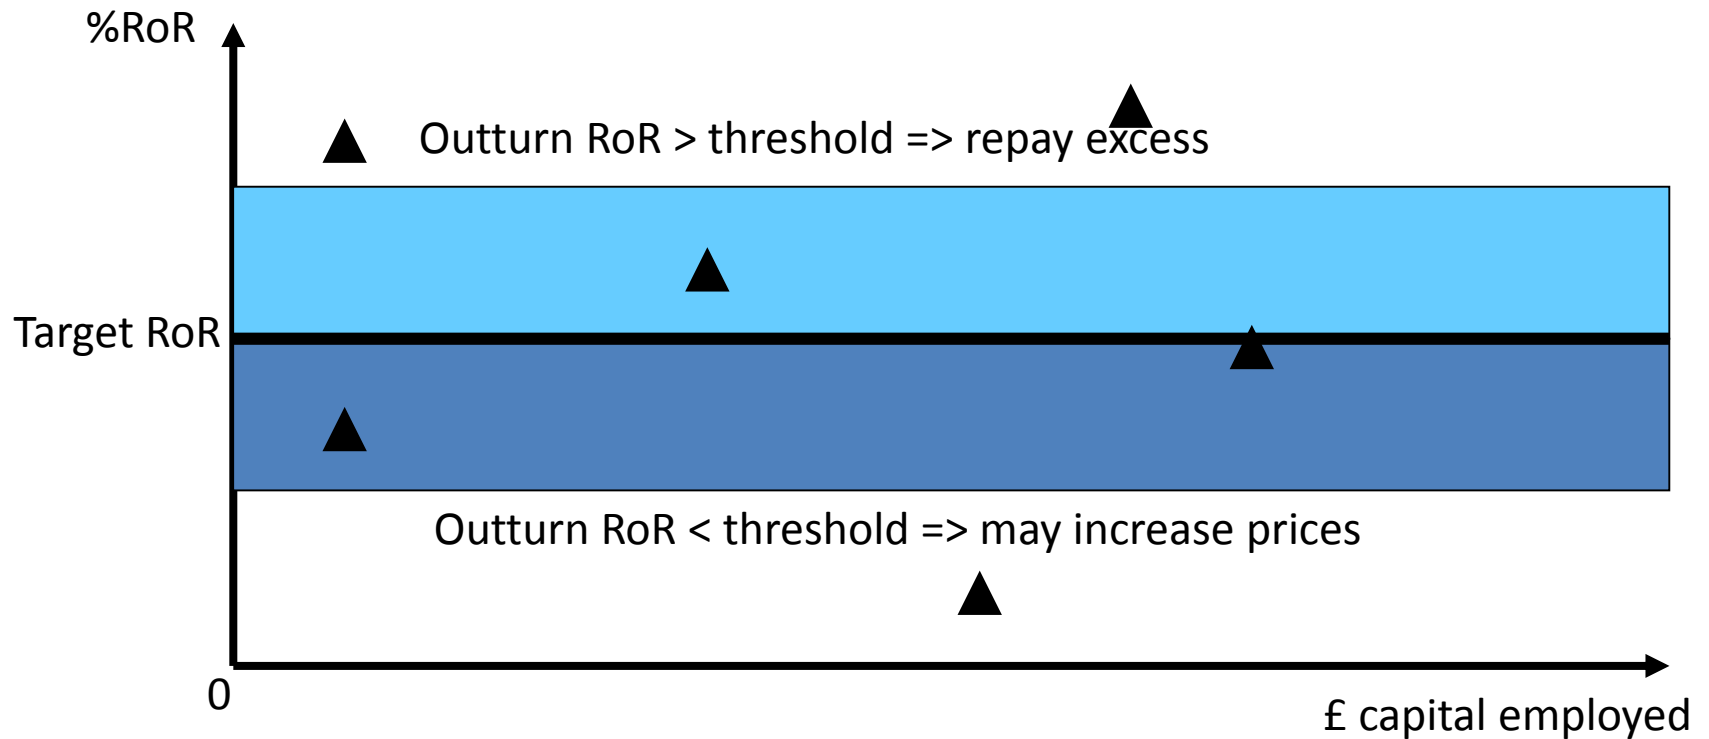 %RoR
Outturn RoR > threshold => repay excess
Target RoR
Outturn RoR < threshold => may increase prices
0
£ capital employed